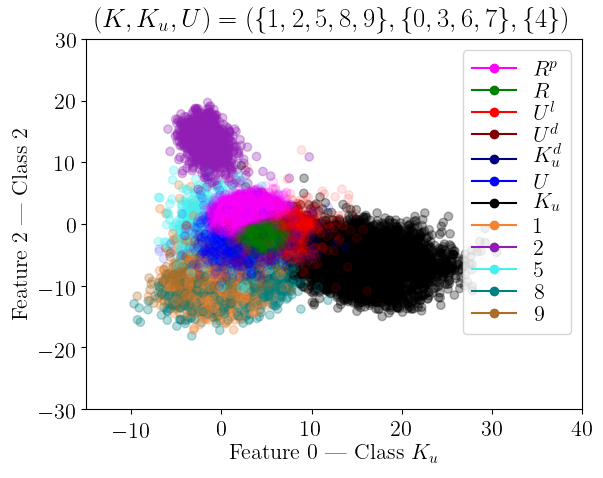 (K, K_u, U) = ({1, 2, 5, 8, 9}, {0, 3, 6, 7}, {4})
30
20
10
0
−10
−20
−30
Feature 2 — Class 2
R^p
R
U^l
U^d
K_u^d
U
K_u
1
2
5
8
9
−10 0 10 20 30 40
Feature 0 — Class K_u